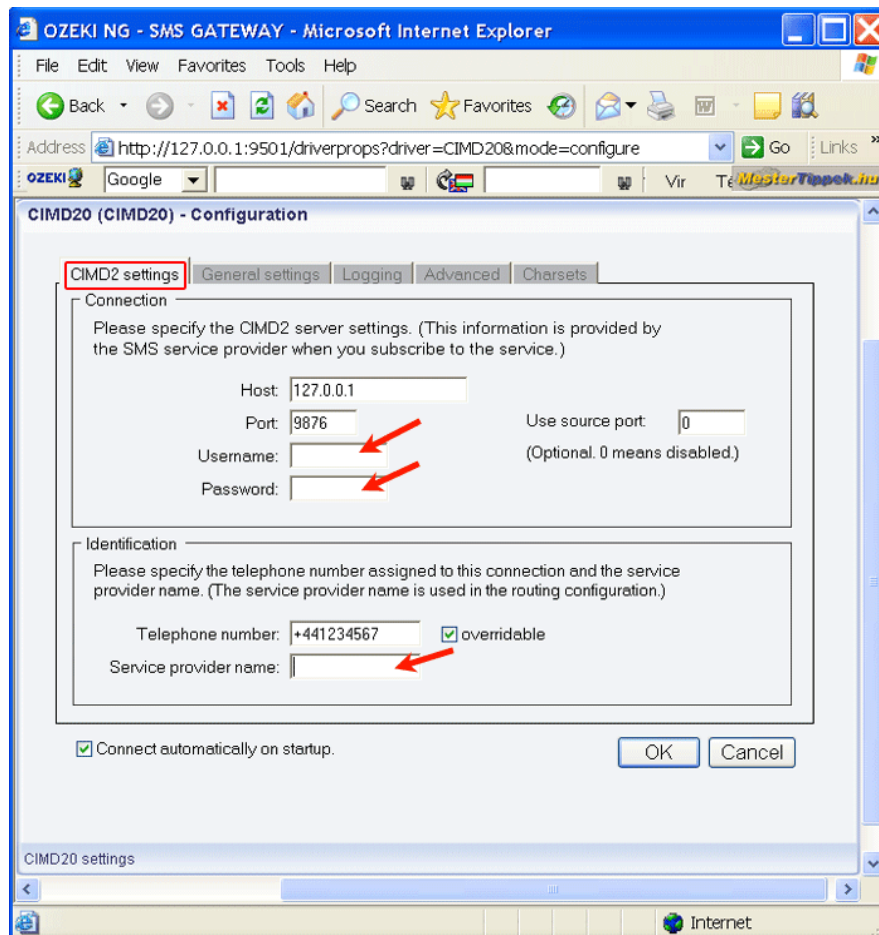 OZEKI NG - SMS GATEWAY - Microsoft Internet Explorer
File Edit View Favorites Tools Help
Back Search Favorites
Address http://127.0.0.1:9501/driverprops?driver=CIMD20&mode=configure Go Links »
OZEKI Google Vir MesterTippek.hu
CIMD20 (CIMD20) - Configuration
CIMD2 settings General settings Logging Advanced Charsets
Connection
Please specify the CIMD2 server settings. (This information is provided by
the SMS service provider when you subscribe to the service.)
Host: 127.0.0.1
Port: 9876 Use source port: 0
Username: (Optional. 0 means disabled.)
Password:
Identification
Please specify the telephone number assigned to this connection and the service
provider name. (The service provider name is used in the routing configuration.)
Telephone number: +441234567 overridable
Service provider name:
Connect automatically on startup. OK Cancel
CIMD20 settings
Internet